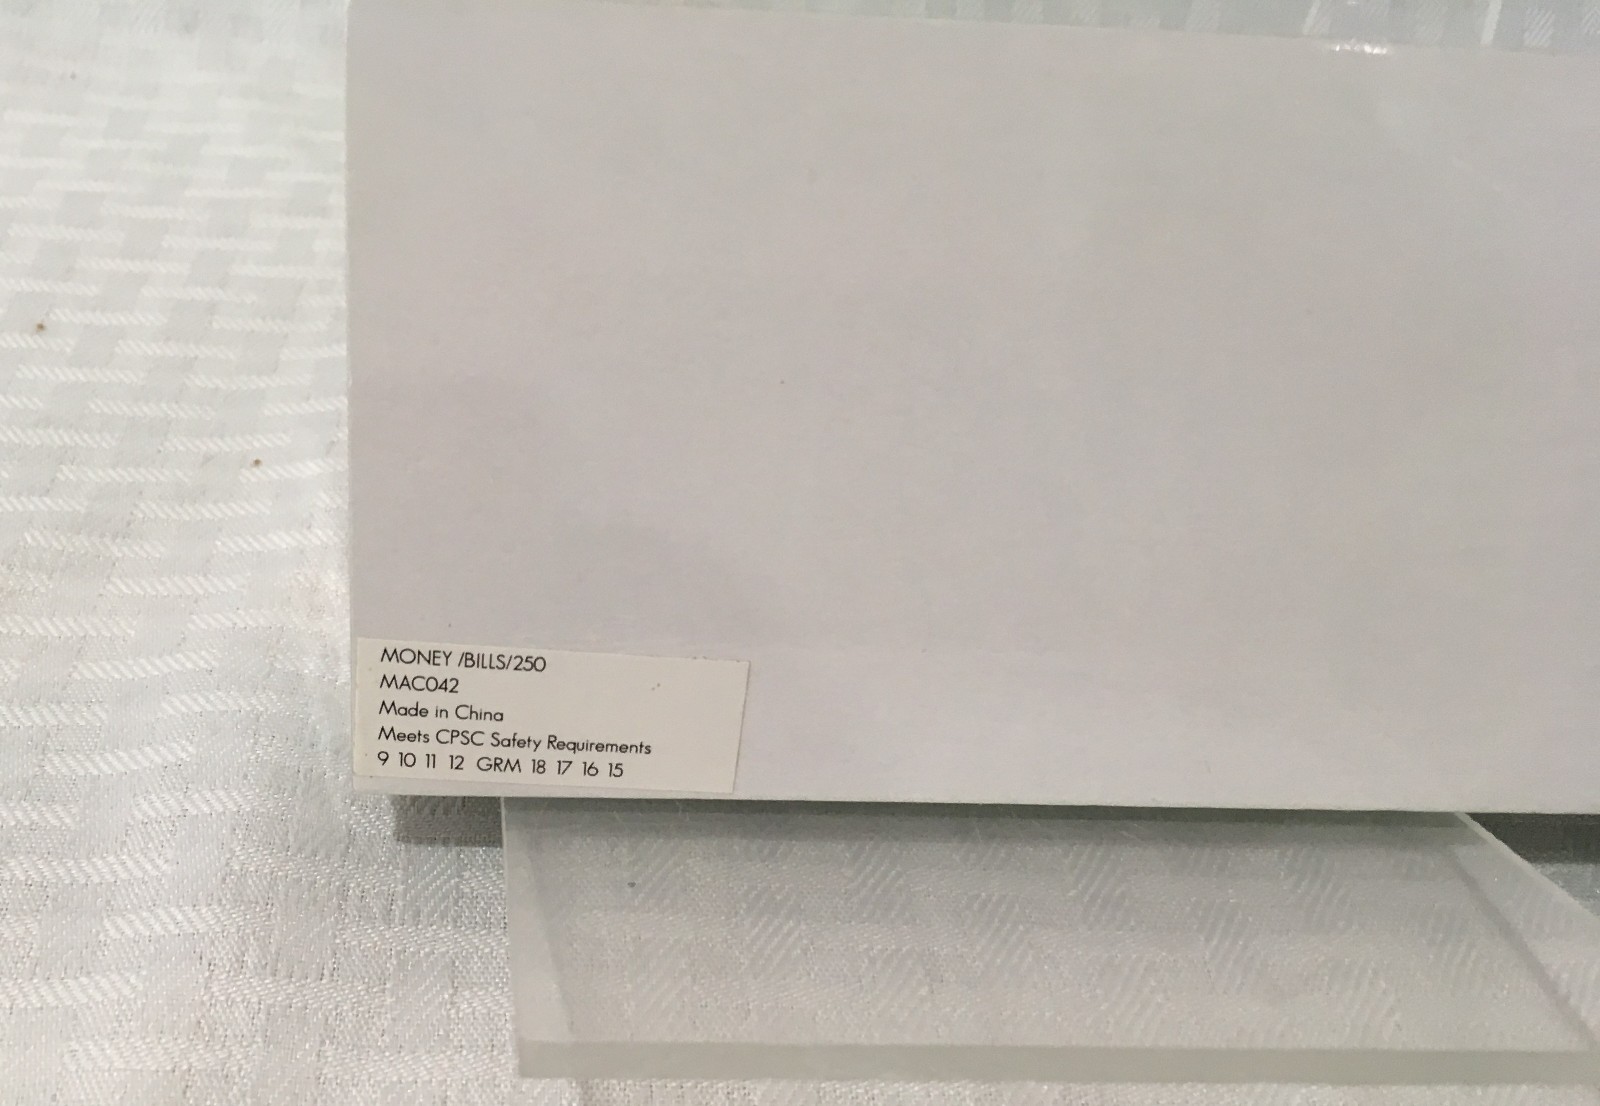 MONEY /BILLS/250
MAC042
Made in China
Meets CPSC Safety Requirements
9 10 11 12 GRM 18 17 16 15